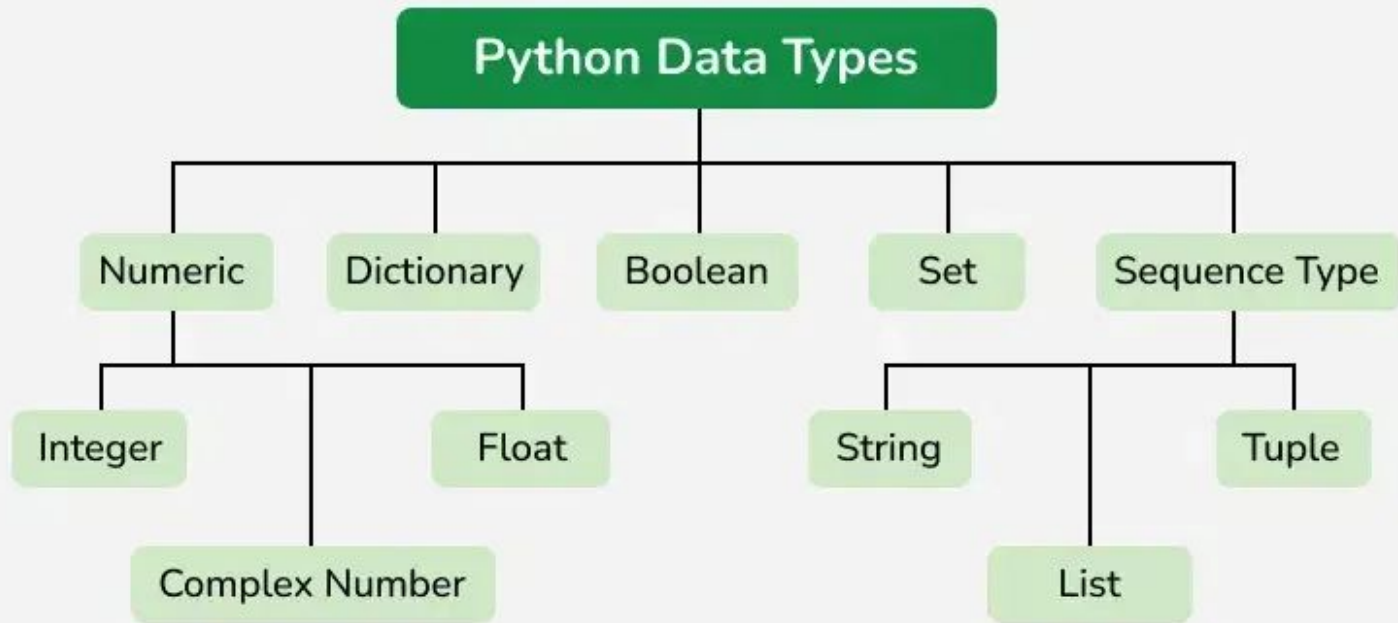 Python Data Types
Numeric
Dictionary
Boolean
Set
Sequence Type
Integer
Float
String
Tuple
Complex Number
List